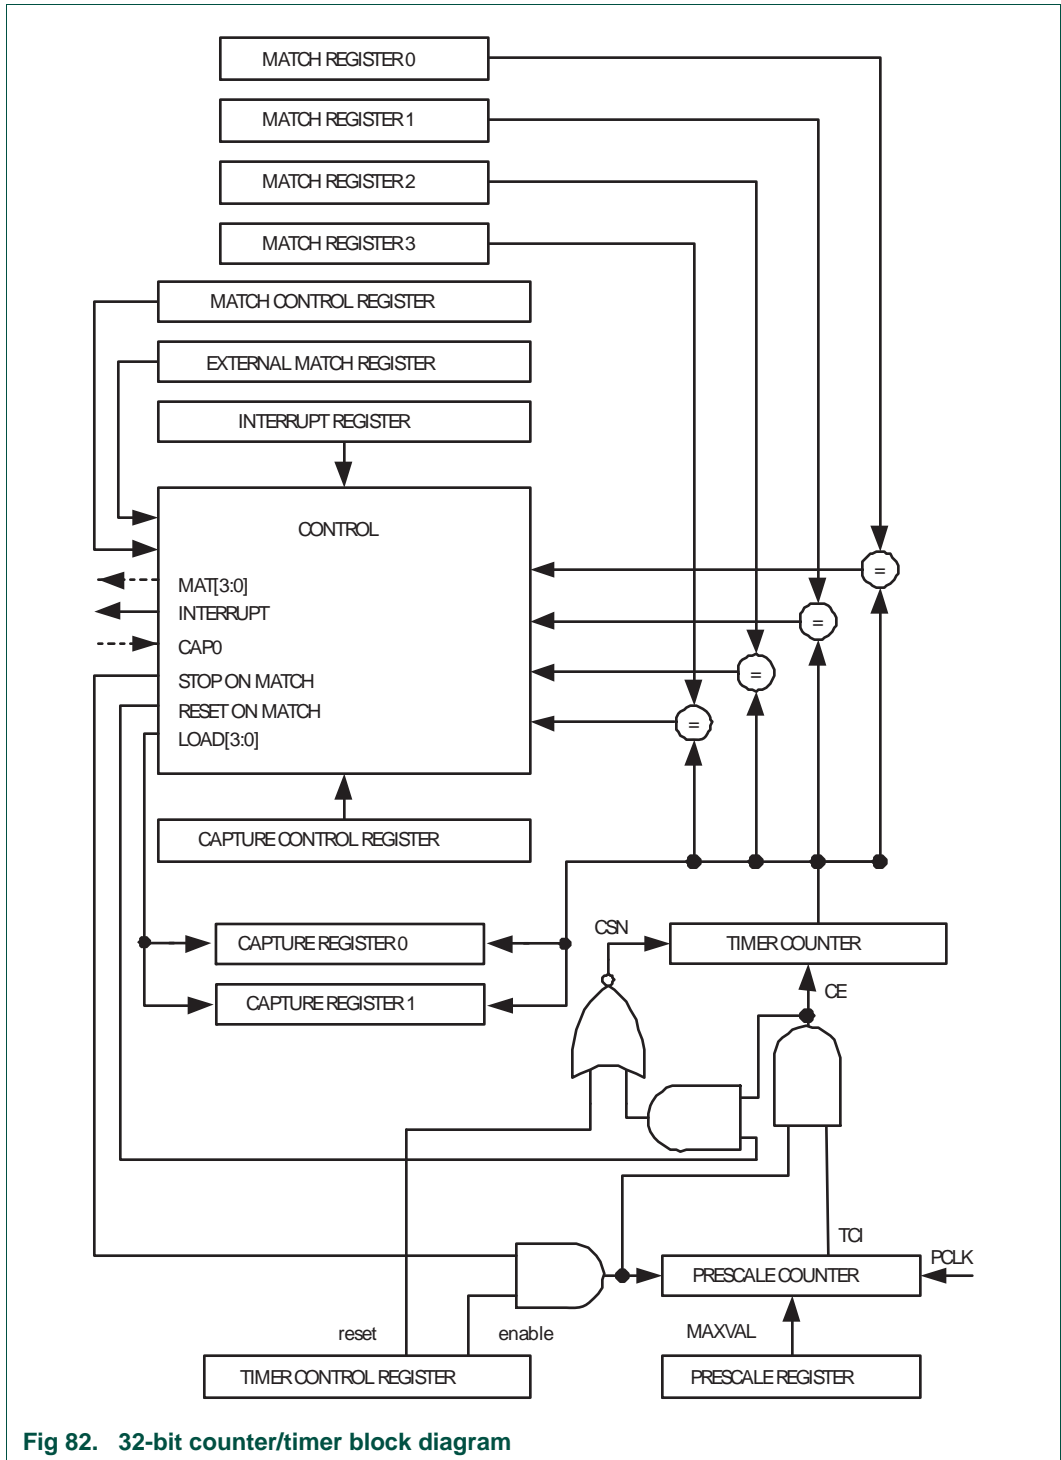 MATCH REGISTER 0
MATCH REGISTER 1
MATCH REGISTER 2
MATCH REGISTER 3
MATCH CONTROL REGISTER
EXTERNAL MATCH REGISTER
INTERRUPT REGISTER
CONTROL
=
MAT[3:0]
INTERRUPT
=
CAP0
STOP ON MATCH
=
RESET ON MATCH
=
LOAD[3:0]
CAPTURE CONTROL REGISTER
CSN
CAPTURE REGISTER 0
TIMER COUNTER
CE
CAPTURE REGISTER 1
TCI
PCLK
PRESCALE COUNTER
reset
enable
MAXVAL
TIMER CONTROL REGISTER
PRESCALE REGISTER
Fig 82. 32-bit counter/timer block diagram